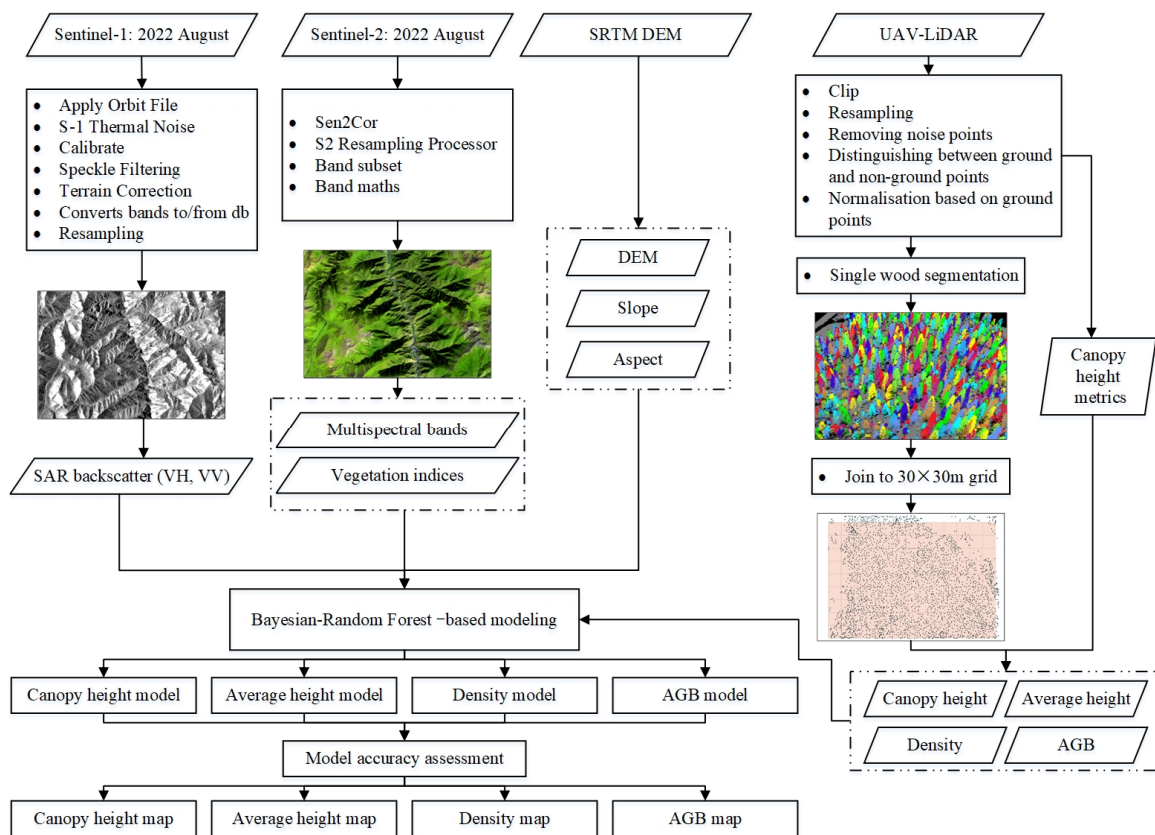 Sentinel-1: 2022 August
Sentinel-2: 2022 August
SRTM DEM
UAV-LiDAR
• Apply Orbit File
• S-1 Thermal Noise
• Calibrate
• Speckle Filtering
• Terrain Correction
• Converts bands to/from db
• Resampling
• Sen2Cor
• S2 Resampling Processor
• Band subset
• Band maths
DEM
Slope
Aspect
• Clip
• Resampling
• Removing noise points
• Distinguishing between ground
and non-ground points
• Normalisation based on ground
points
• Single wood segmentation
Canopy
height
metrics
Multispectral bands
Vegetation indices
SAR backscatter (VH, VV)
• Join to 30×30m grid
Bayesian-Random Forest −based modeling
Canopy height model
Average height model
Density model
AGB model
Canopy height
Average height
Density
AGB
Model accuracy assessment
Canopy height map
Average height map
Density map
AGB map